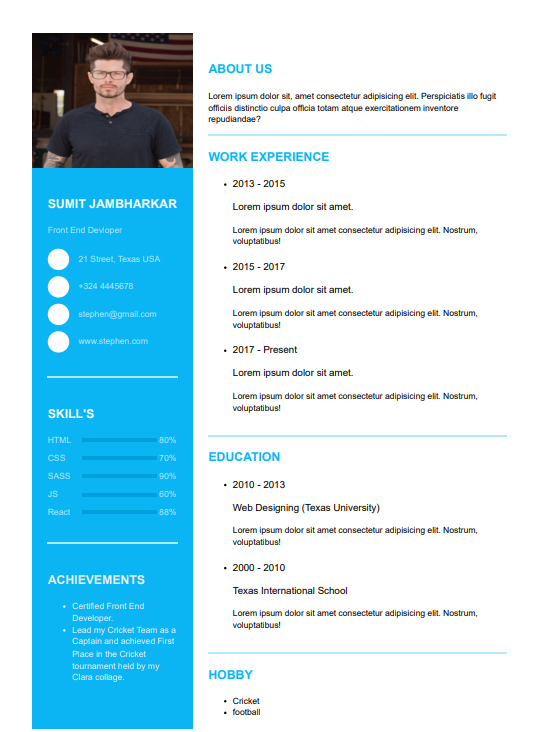 SUMIT JAMBHARKAR
Front End Devloper
21 Street, Texas USA
+324 4445678
stephen@gmail.com
www.stephen.com
SKILL'S
HTML 80%
CSS 70%
SASS 90%
JS 60%
React 88%
ACHIEVEMENTS
Certified Front End
Developer.
Lead my Cricket Team as a
Captain and achieved First
Place in the Cricket
tournament held by my
Clara collage.
ABOUT US
Lorem ipsum dolor sit, amet consectetur adipisicing elit. Perspiciatis illo fugit
officiis distinctio culpa officia totam atque exercitationem inventore
repudiandae?
WORK EXPERIENCE
2013 - 2015
Lorem ipsum dolor sit amet.
Lorem ipsum dolor sit amet consectetur adipisicing elit. Nostrum,
voluptatibus!
2015 - 2017
Lorem ipsum dolor sit amet.
Lorem ipsum dolor sit amet consectetur adipisicing elit. Nostrum,
voluptatibus!
2017 - Present
Lorem ipsum dolor sit amet.
Lorem ipsum dolor sit amet consectetur adipisicing elit. Nostrum,
voluptatibus!
EDUCATION
2010 - 2013
Web Designing (Texas University)
Lorem ipsum dolor sit amet consectetur adipisicing elit. Nostrum,
voluptatibus!
2000 - 2010
Texas International School
Lorem ipsum dolor sit amet consectetur adipisicing elit. Nostrum,
voluptatibus!
HOBBY
Cricket
football